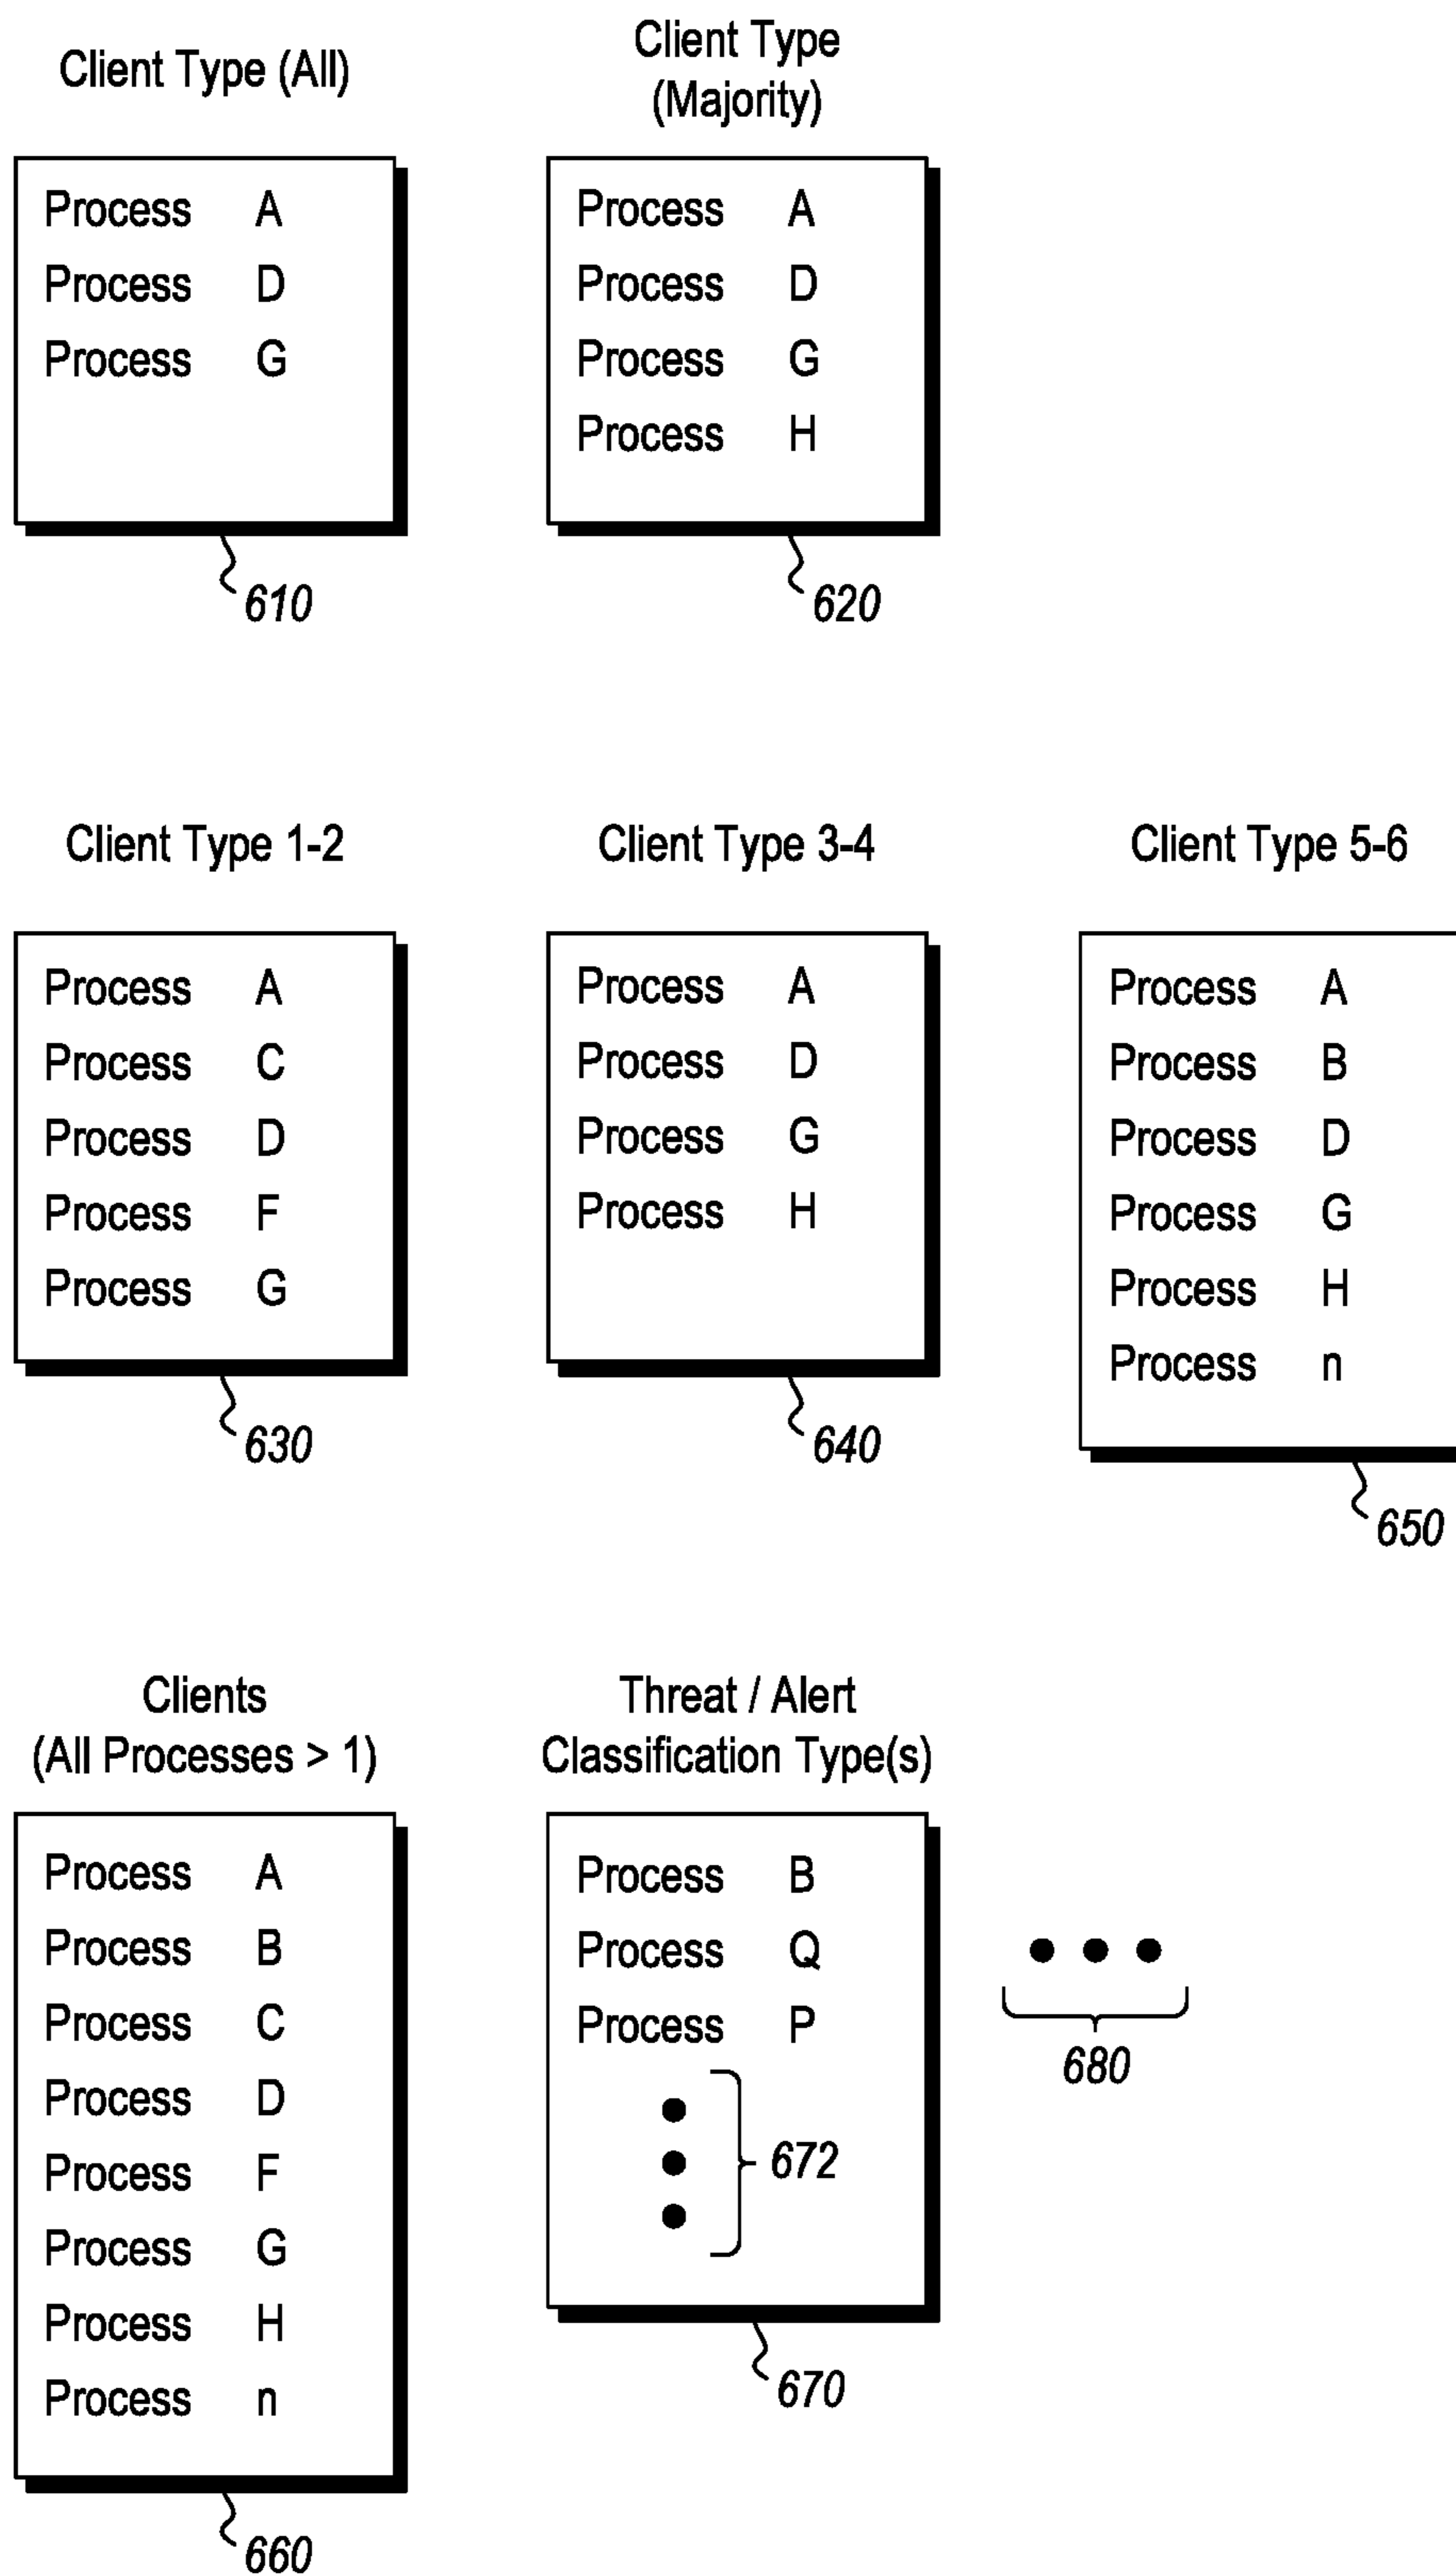 Client Type (All)
Process A
Process D
Process G
610
Client Type
(Majority)
Process A
Process D
Process G
Process H
620
Client Type 1-2
Process A
Process C
Process D
Process F
Process G
630
Client Type 3-4
Process A
Process D
Process G
Process H
640
Client Type 5-6
Process A
Process B
Process D
Process G
Process H
Process n
650
Clients
(All Processes > 1)
Process A
Process B
Process C
Process D
Process F
Process G
Process H
Process n
660
Threat / Alert
Classification Type(s)
Process B
Process Q
Process P
672
670
680